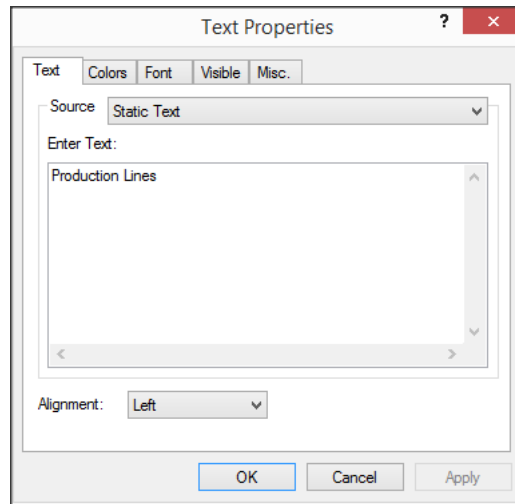 Text Properties ? ×
Text Colors Font Visible Misc.
Source Static Text
Enter Text:
Production Lines
Alignment: Left
OK Cancel Apply